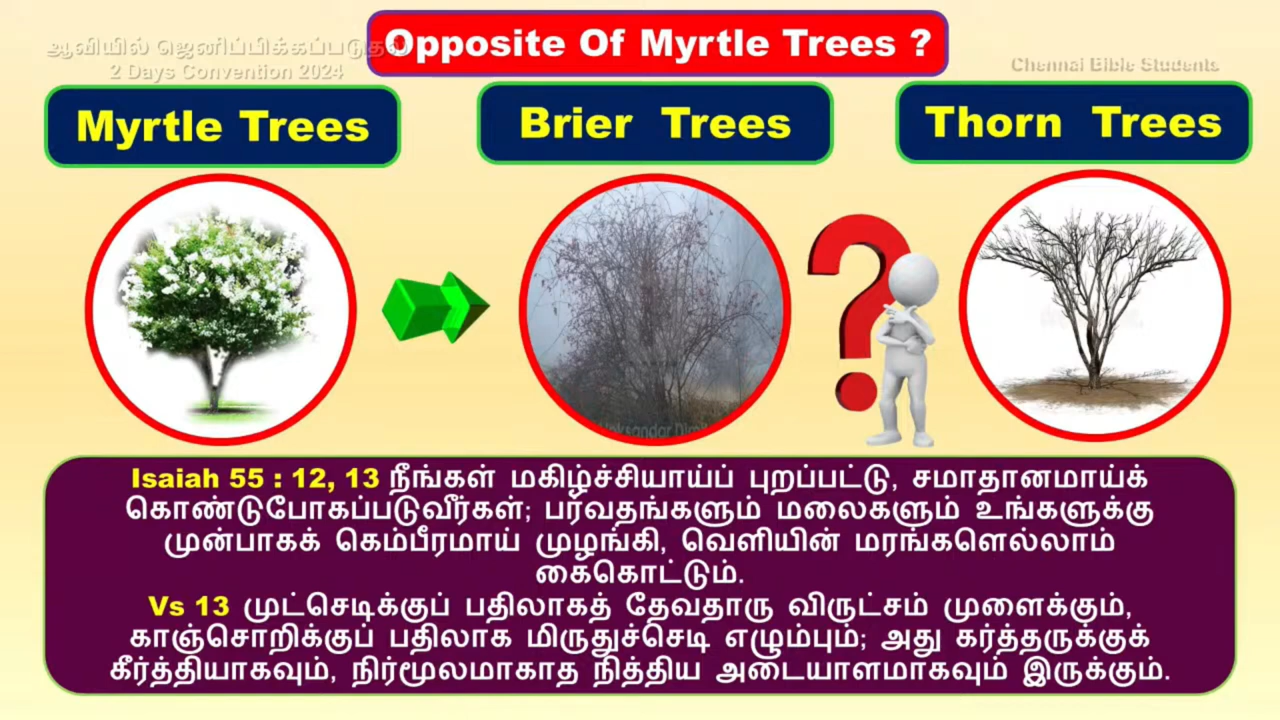 ஆவியில் ஜெனிப்பிக்கப்படுதல்
2 Days Convention 2024
Opposite Of Myrtle Trees ?
Chennai Bible Students
Myrtle Trees
Brier Trees
Thorn Trees
Isaiah 55 : 12, 13 நீங்கள் மகிழ்ச்சியாய்ப் புறப்பட்டு, சமாதானமாய்க்
கொண்டுபோகப்படுவீர்கள்; பர்வதங்களும் மலைகளும் உங்களுக்கு
முன்பாகக் கெம்பீரமாய் முழங்கி, வெளியின் மரங்களெல்லாம்
கைகொட்டும்.
Vs 13 முட்செடிக்குப் பதிலாகத் தேவதாரு விருட்சம் முளைக்கும்,
காஞ்சொறிக்குப் பதிலாக மிருதுச்செடி எழும்பும்; அது கர்த்தருக்குக்
கீர்த்தியாகவும், நிர்மூலமாகாத நித்திய அடையாளமாகவும் இருக்கும்.